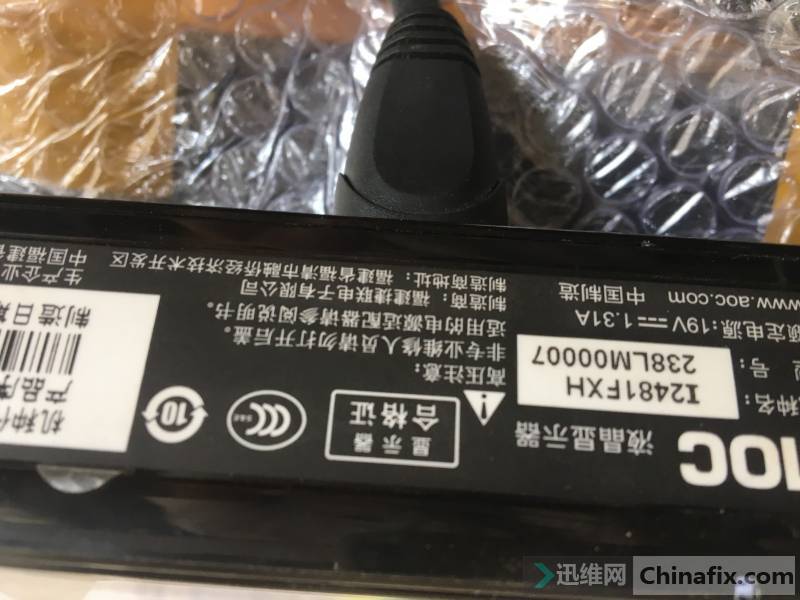 AOC
液晶显示器
显示器
合格证
CCC
S&E
10
机种名:
I2481FXH
型 号:
238LM00007
额定电源:19V 1.31A
www.aoc.com 中国制造
高压注意:
非专业维修人员请勿打开后盖。
适用的电源适配器请参阅说明书。
制造商:福建捷联电子有限公司
制造商地址:福建省福清市融侨经济技术开发区
机种
产品序
制造日期
生产企业
中国福建省
迅维网
Chinafix.com